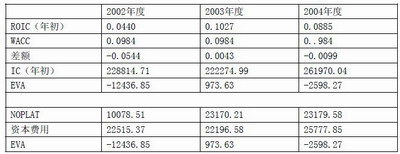 2002年度 2003年度 2004年度
ROIC（年初） 0.0440 0.1027 0.0885
WACC 0.0984 0.0984 0..984
差额 -0.0544 0.0043 -0.0099
IC（年初） 228814.71 222274.99 261970.04
EVA -12436.85 973.63 -2598.27
NOPLAT 10078.51 23170.21 23179.58
资本费用 22515.37 22196.58 25777.85
EVA -12436.85 973.63 -2598.27